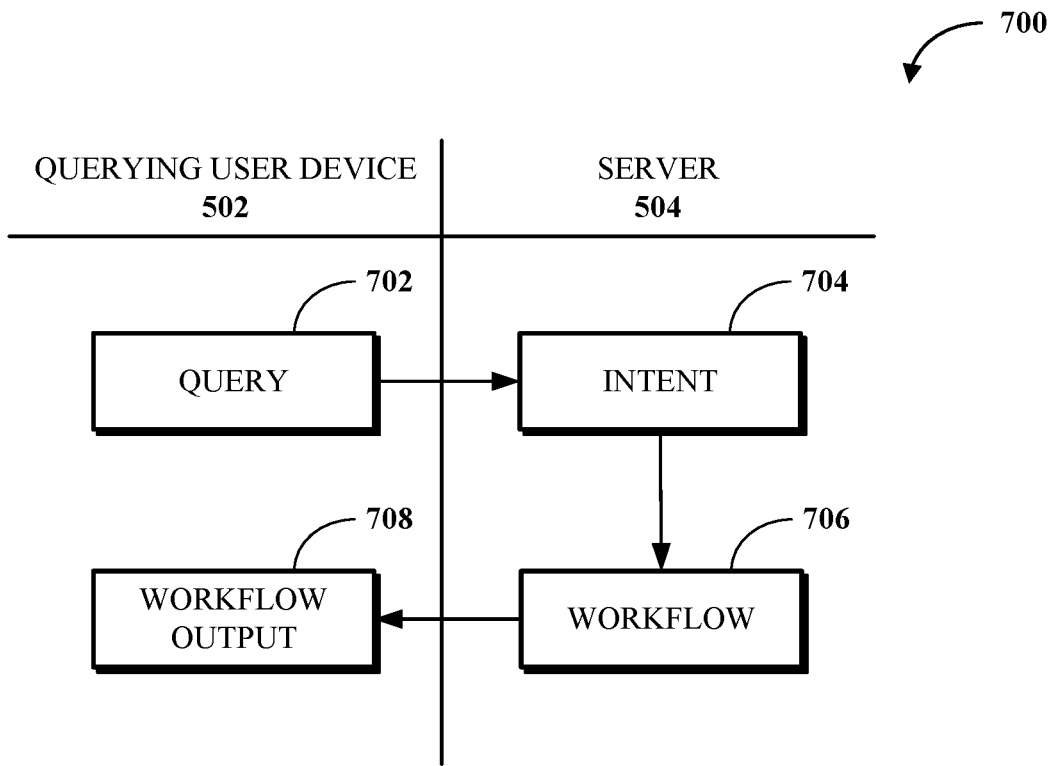 700
QUERYING USER DEVICE
502
SERVER
504
702
704
QUERY
INTENT
708
706
WORKFLOW
OUTPUT
WORKFLOW